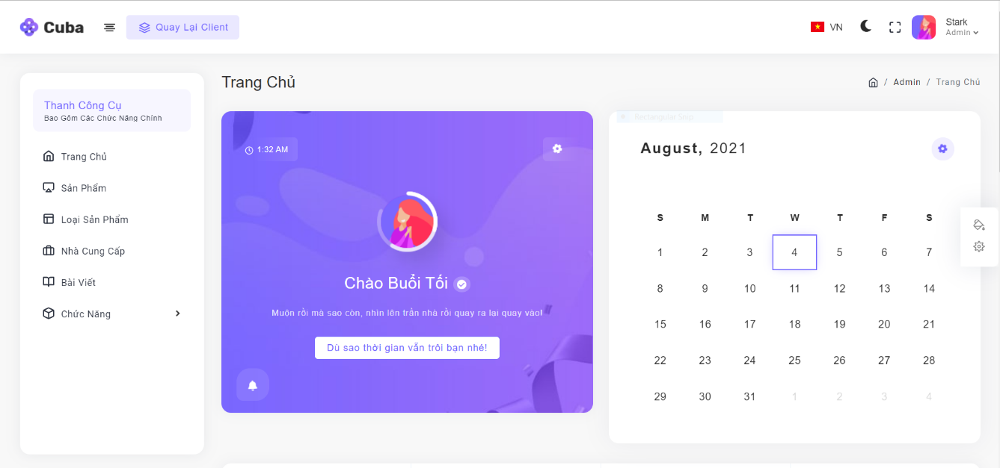 Cuba
Quay Lại Client
VN
Stark
Admin
Thanh Công Cụ
Bao Gồm Các Chức Năng Chính
Trang Chủ
Sản Phẩm
Loại Sản Phẩm
Nhà Cung Cấp
Bài Viết
Chức Năng
Trang Chủ
/ Admin / Trang Chủ
1:32 AM
Chào Buổi Tối
Muộn rồi mà sao còn, nhìn lên trần nhà rồi quay ra lại quay vào!
Dù sao thời gian vẫn trôi bạn nhé!
Rectangular Snip
August, 2021
S M T W T F S
1 2 3 4 5 6 7
8 9 10 11 12 13 14
15 16 17 18 19 20 21
22 23 24 25 26 27 28
29 30 31 1 2 3 4